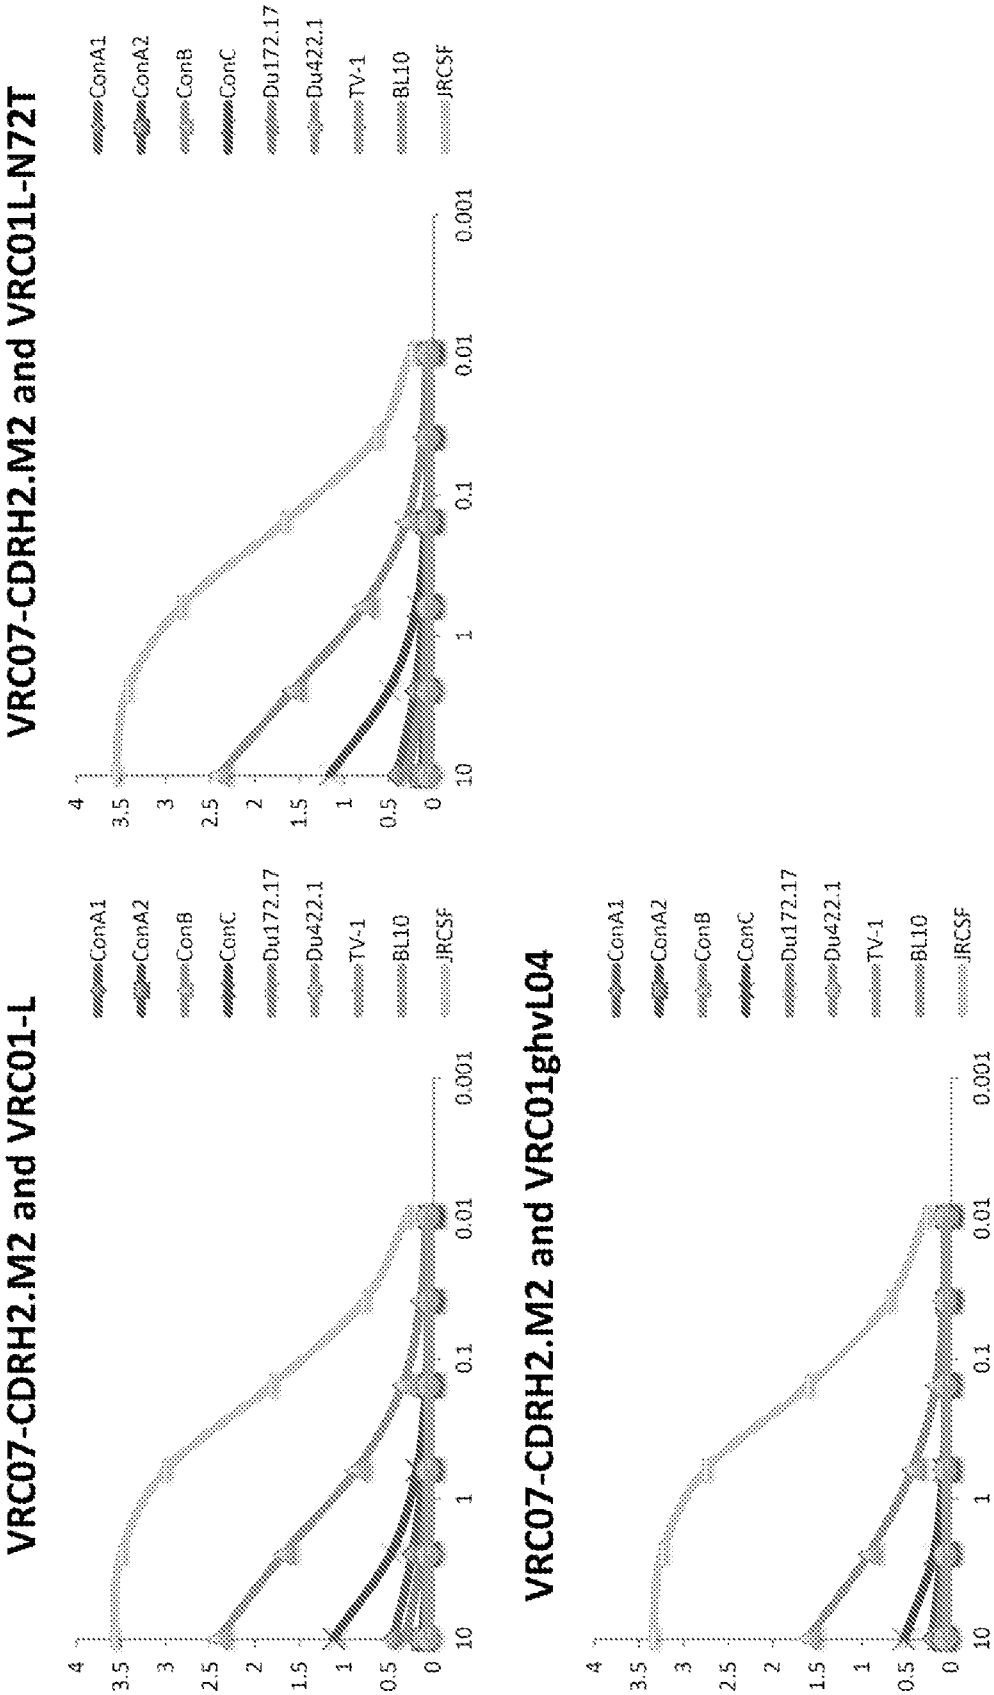 VRC07-CDRH2.M2 and VRC01-L
4
3.5
3
2.5
2
1.5
1
0.5
0
10
1
0.1
0.01
0.001
ConA1
ConA2
ConB
ConC
Du172.17
Du422.1
TV-1
BL10
JRCSF
VRC07-CDRH2.M2 and VRC01L-N72T
4
3.5
3
2.5
2
1.5
1
0.5
0
10
1
0.1
0.01
0.001
ConA1
ConA2
ConB
ConC
Du172.17
Du422.1
TV-1
BL10
JRCSF
VRC07-CDRH2.M2 and VRC01ghvL04
4
3.5
3
2.5
2
1.5
1
0.5
0
10
1
0.1
0.01
0.001
ConA1
ConA2
ConB
ConC
Du172.17
Du422.1
TV-1
BL10
JRCSF